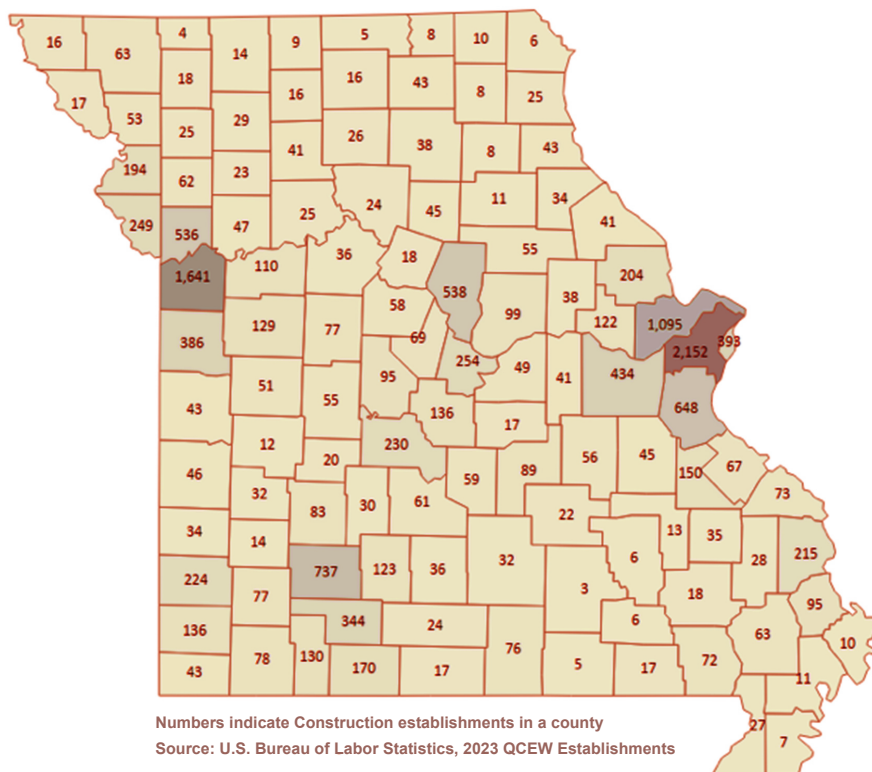 4 9 5 8 10 6
16 63 14
18 16 43 8 25
17 53 16
25 29 26 38 8 43
41
194 62 23
24 45 11 34
249 47 25 41
536 55
1,641 110 36 18 204
538
58 99 38 122 1,095
386 129 77 69 2,152 393
95 254 49 41 434
43 51 55 136 17 648
12 230
46 20 59 89 56 45 150 67
32 83 30 61 73
34 14 22 13 35 28 215
224 77 737 123 36 32 6
3 18 95
136 344 24 6 63 10
43 78 130 170 17 76 5 17 72 11
27 7
Numbers indicate Construction establishments in a county
Source: U.S. Bureau of Labor Statistics, 2023 QCEW Establishments